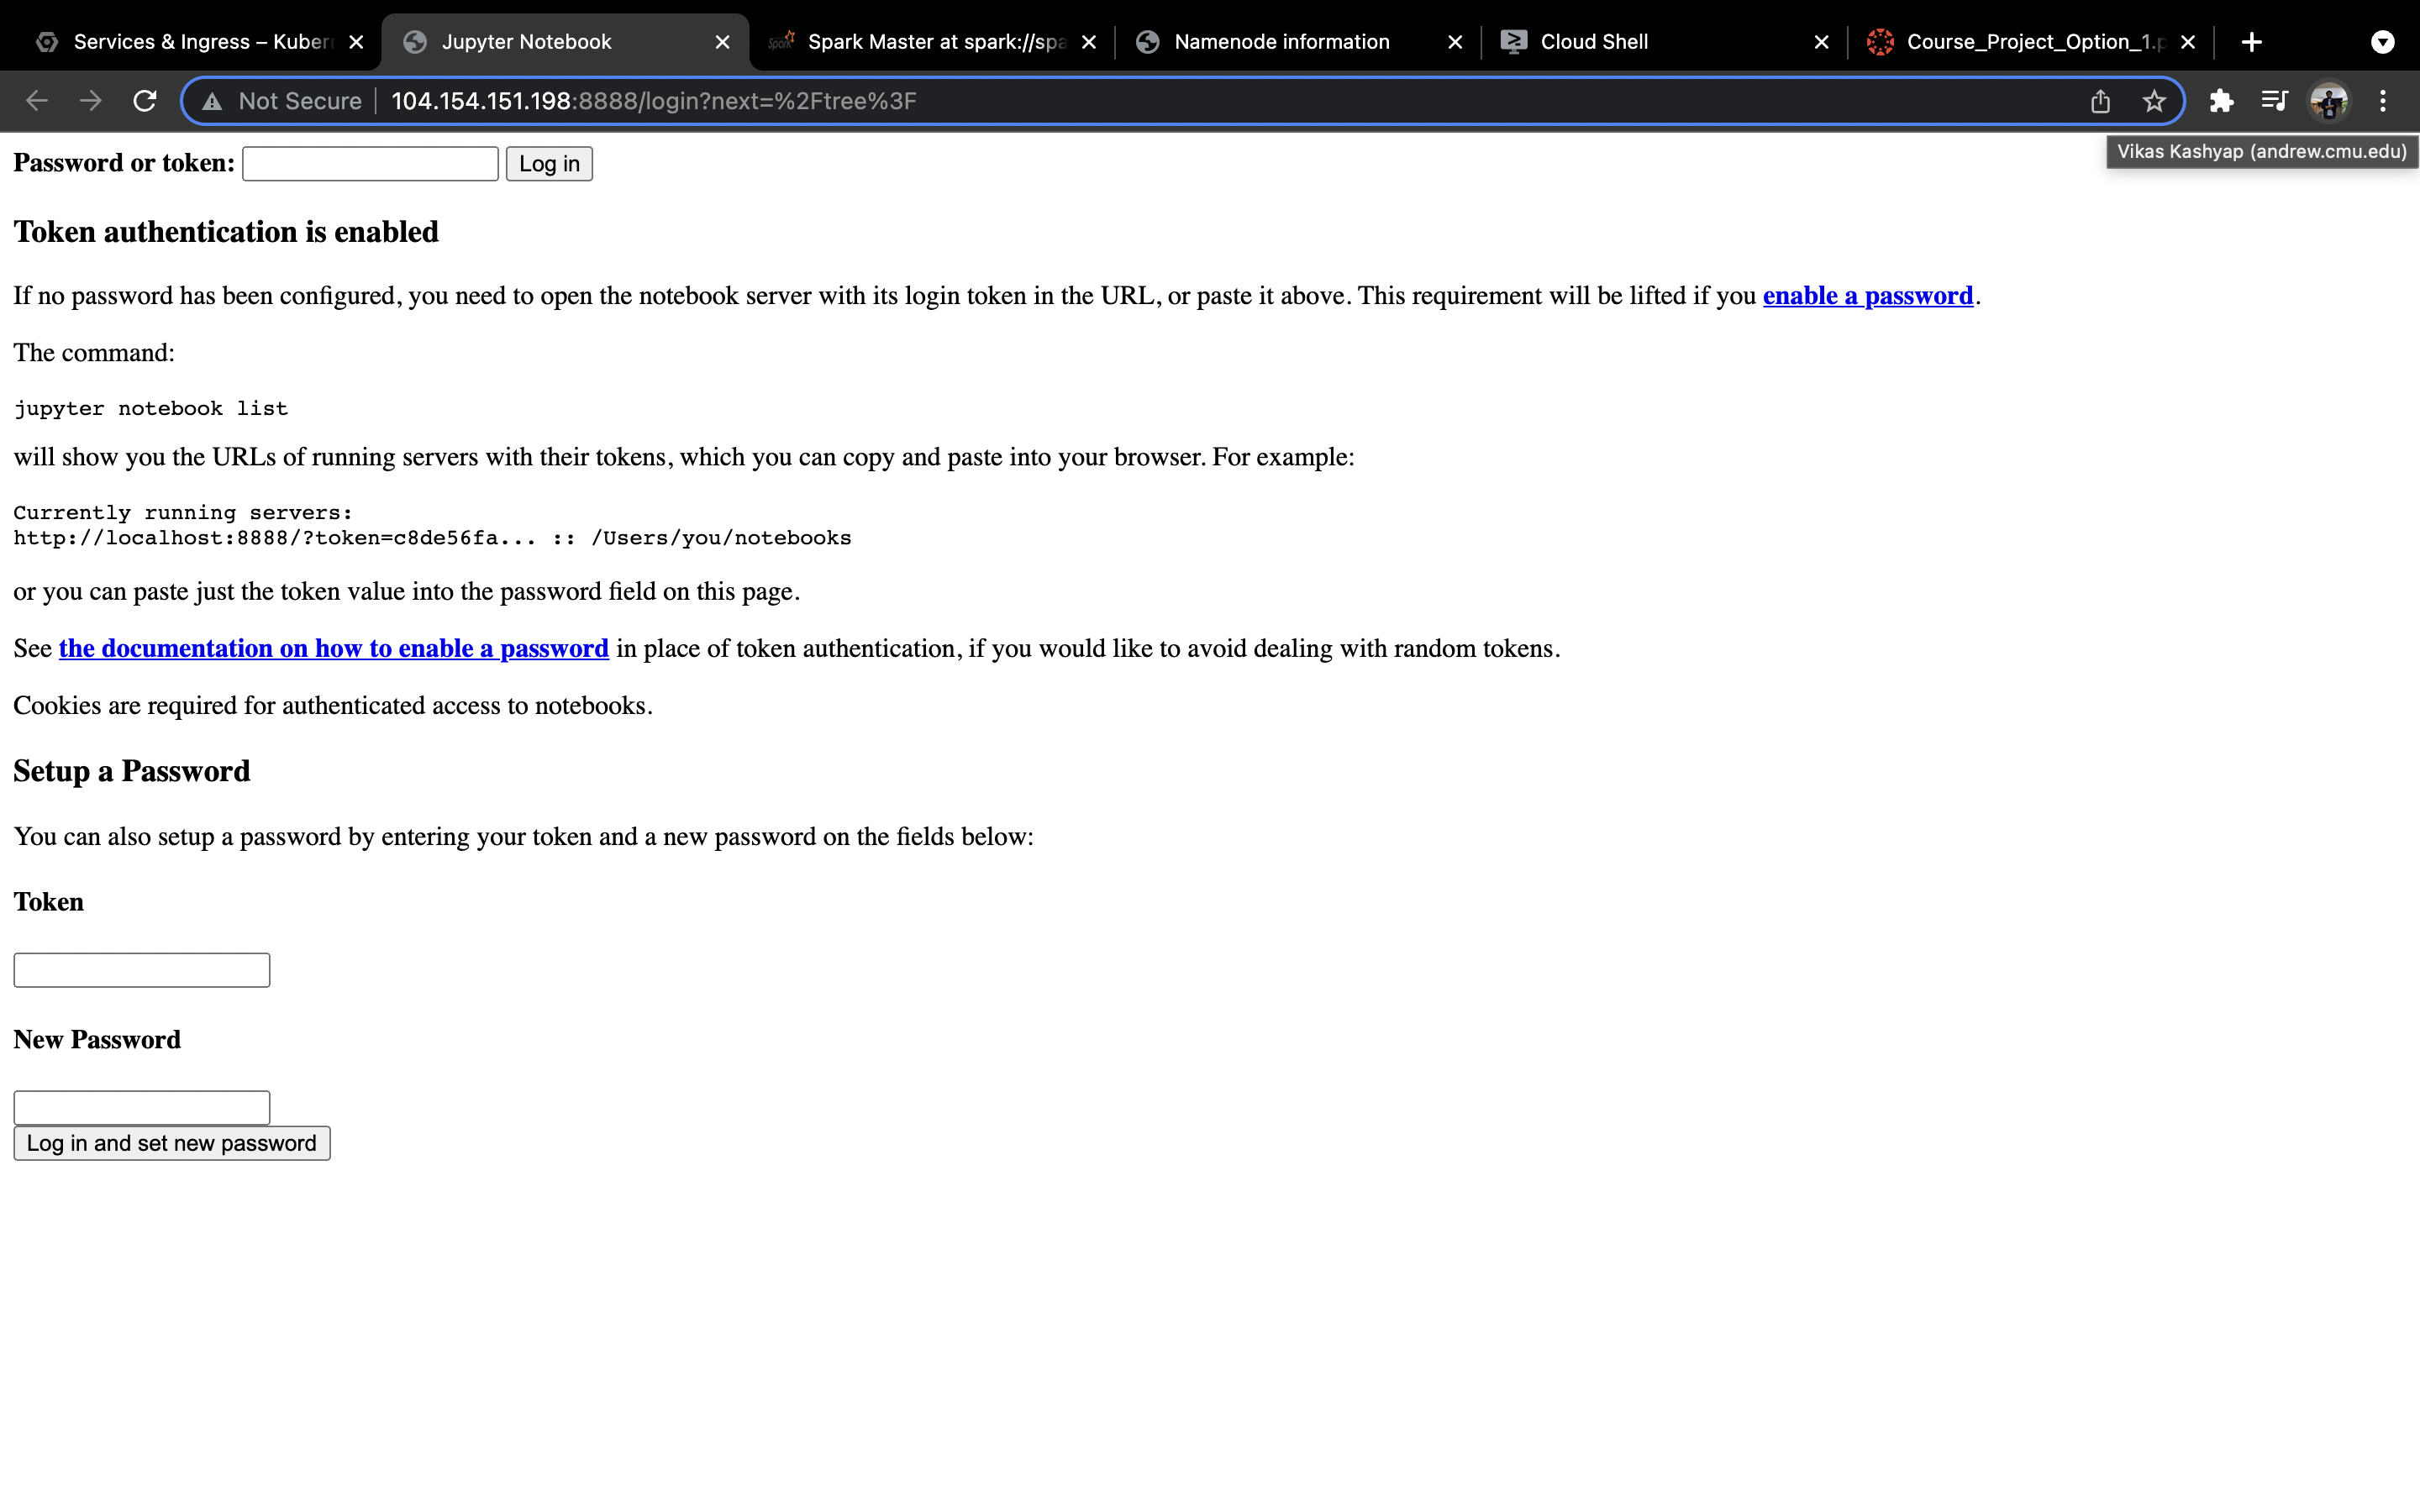 Services & Ingress – Kuber
Jupyter Notebook
Spark Master at spark://spa
Namenode information
Cloud Shell
Course_Project_Option_1.p
Not Secure
104.154.151.198:8888/login?next=%2Ftree%3F
Vikas Kashyap (andrew.cmu.edu)
Password or token:
Log in
Token authentication is enabled
If no password has been configured, you need to open the notebook server with its login token in the URL, or paste it above. This requirement will be lifted if you enable a password.
The command:
jupyter notebook list
will show you the URLs of running servers with their tokens, which you can copy and paste into your browser. For example:
Currently running servers:
http://localhost:8888/?token=c8de56fa... :: /Users/you/notebooks
or you can paste just the token value into the password field on this page.
See the documentation on how to enable a password in place of token authentication, if you would like to avoid dealing with random tokens.
Cookies are required for authenticated access to notebooks.
Setup a Password
You can also setup a password by entering your token and a new password on the fields below:
Token
New Password
Log in and set new password